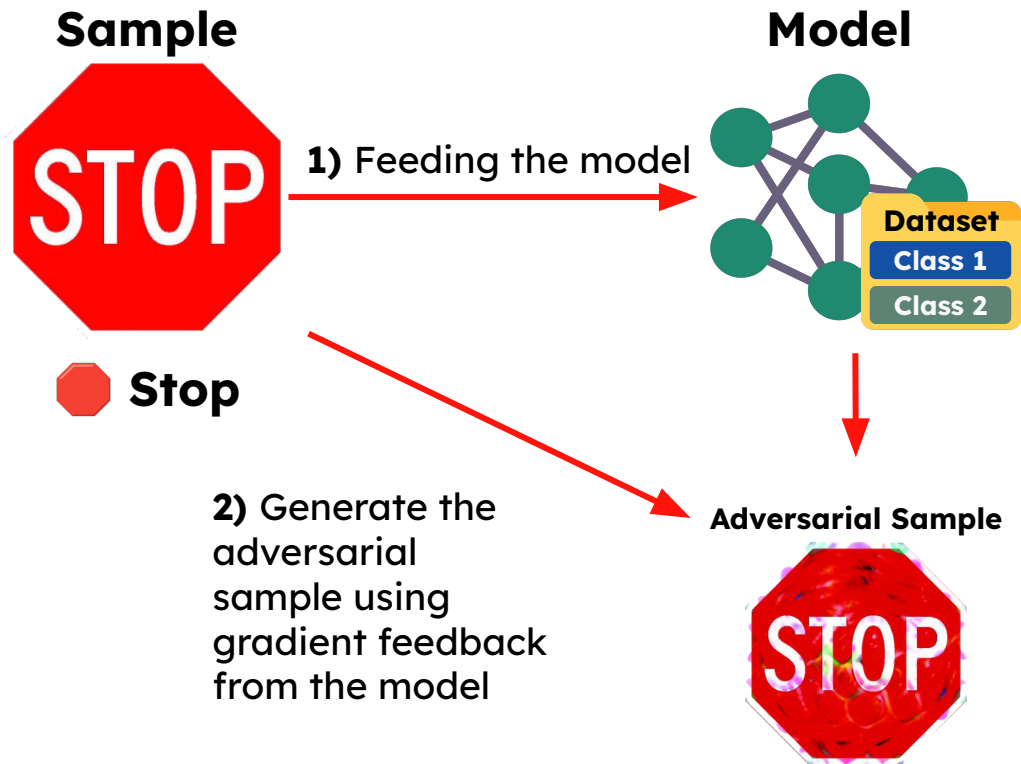 Sample
Model
STOP
1) Feeding the model
Dataset
Class 1
Class 2
Stop
2) Generate the
adversarial
sample using
gradient feedback
from the model
Adversarial Sample
STOP